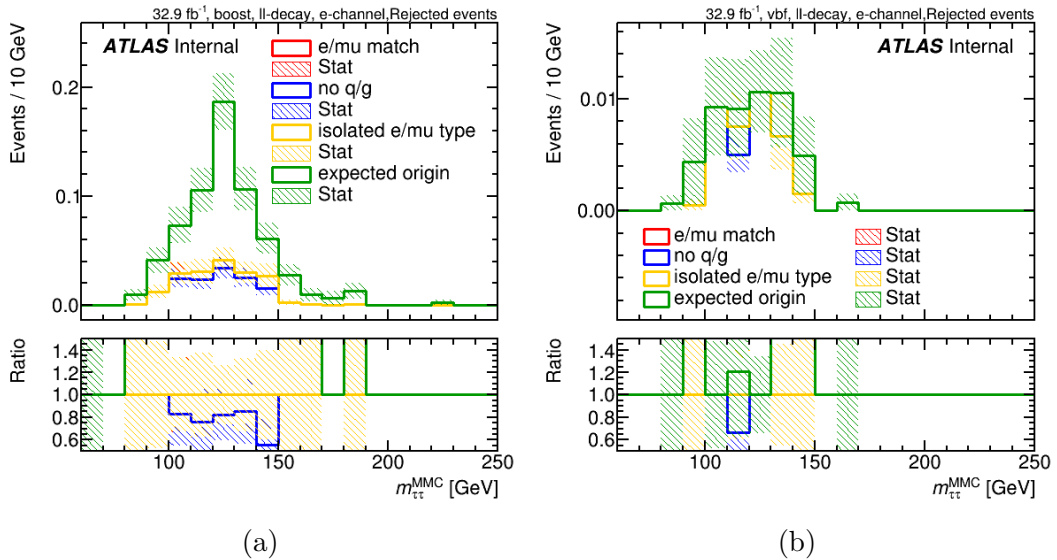 32.9 fb⁻¹, boost, ll-decay, e-channel,Rejected events
ATLAS Internal
Events / 10 GeV
0.2
0.1
0.0
e/mu match
Stat
no q/g
Stat
isolated e/mu type
Stat
expected origin
Stat
Ratio
1.4
1.2
1.0
0.8
0.6
100 150 200 250
m_ττ^MMC [GeV]
(a)
32.9 fb⁻¹, vbf, ll-decay, e-channel,Rejected events
ATLAS Internal
Events / 10 GeV
0.01
0.00
e/mu match Stat
no q/g Stat
isolated e/mu type Stat
expected origin Stat
Ratio
1.4
1.2
1.0
0.8
0.6
100 150 200 250
m_ττ^MMC [GeV]
(b)